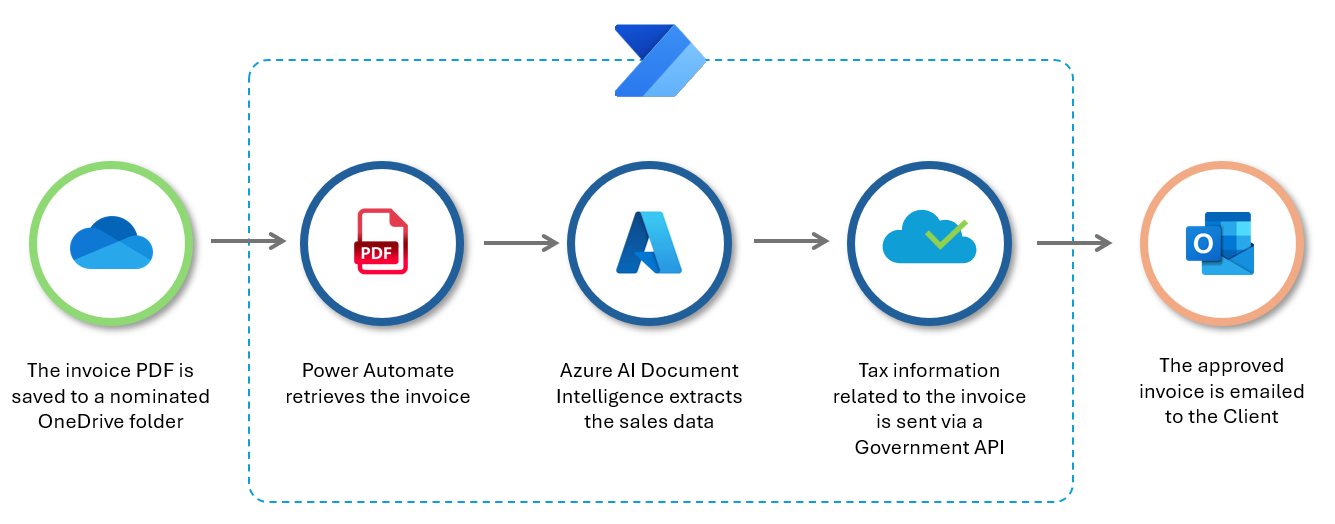 PDF
O
The invoice PDF is
saved to a nominated
OneDrive folder
Power Automate
retrieves the invoice
Azure AI Document
Intelligence extracts
the sales data
Tax information
related to the invoice
is sent via a
Government API
The approved
invoice is emailed
to the Client